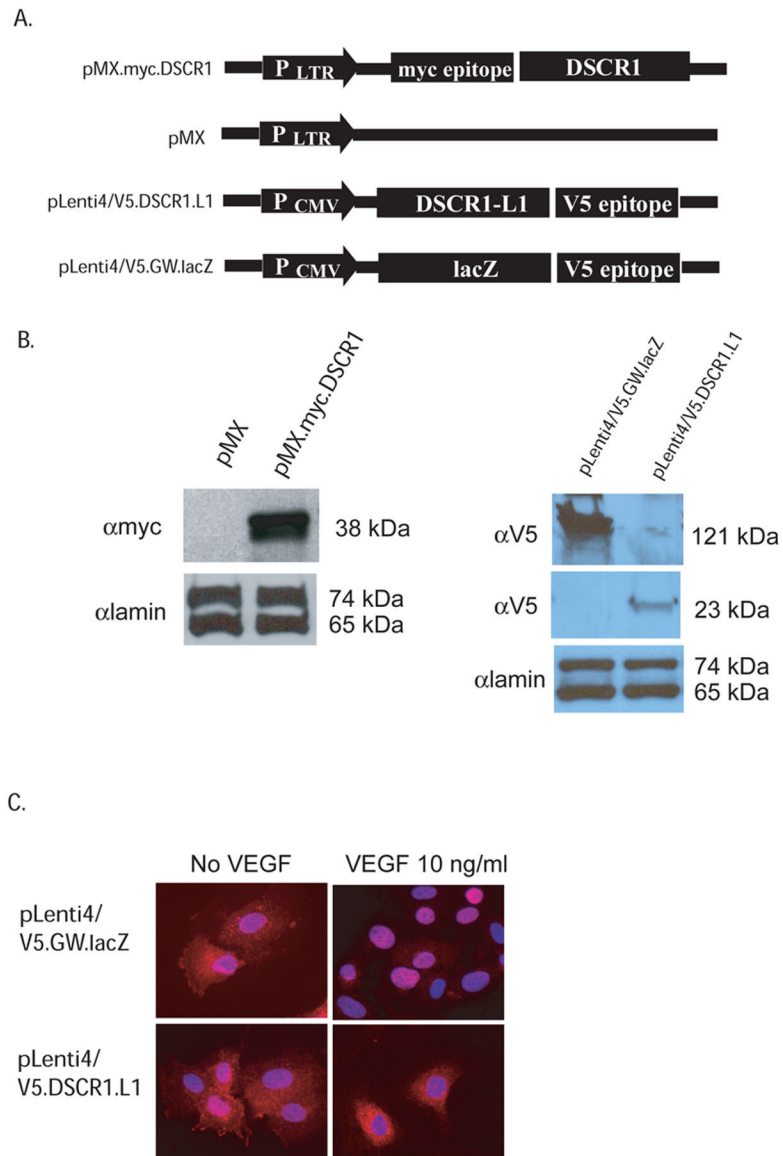 A.
pMX.myc.DSCR1
P LTR
myc epitope
DSCR1
pMX
P LTR
pLenti4/V5.DSCR1.L1
P CMV
DSCR1-L1
V5 epitope
pLenti4/V5.GW.lacZ
P CMV
lacZ
V5 epitope
B.
pMX
pMX.myc.DSCR1
αmyc
38 kDa
αlamin
74 kDa
65 kDa
pLenti4/V5.GW.lacZ
pLenti4/V5.DSCR1.L1
αV5
121 kDa
αV5
23 kDa
αlamin
74 kDa
65 kDa
C.
No VEGF
VEGF 10 ng/ml
pLenti4/
V5.GW.lacZ
pLenti4/
V5.DSCR1.L1